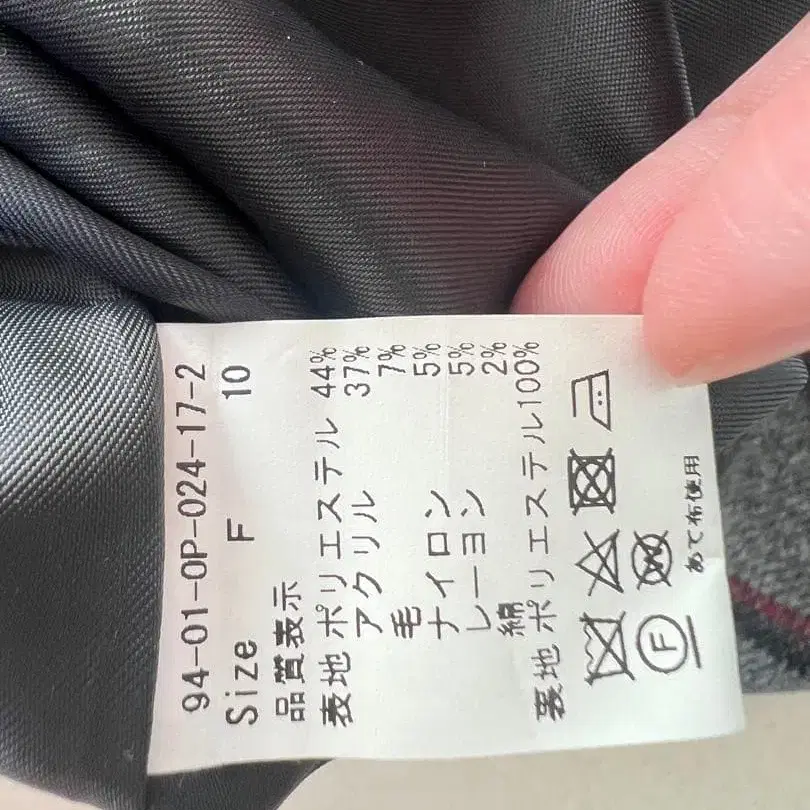 94-01-OP-024-17-2
Size F 10
品質表示
表地 ポリエステル 44%
アクリル 37%
毛 7%
ナイロン 5%
レーヨン 5%
綿 2%
裏地 ポリエステル100%
F W
あて布使用